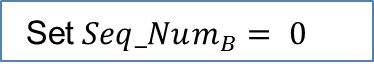 Set Seq_Num_B = 0